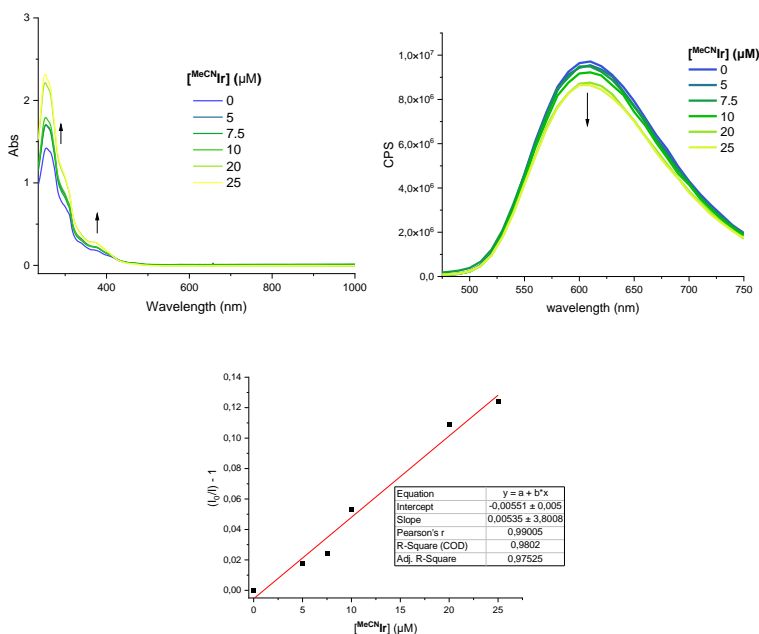 [MeCNIr] (µM)
0
5
7.5
10
20
25
Abs
2
1
0
400
600
800
1000
Wavelength (nm)
[MeCNIr] (µM)
0
5
7.5
10
20
25
CPS
1,0x10⁷
8,0x10⁶
6,0x10⁶
4,0x10⁶
2,0x10⁶
0,0
500
550
600
650
700
750
wavelength (nm)
(I₀/I) - 1
0,14
0,12
0,10
0,08
0,06
0,04
0,02
0,00
0
5
10
15
20
25
[MeCNIr] (µM)
Equation y = a + b*x
Intercept -0,00551 ± 0,005
Slope 0,00535 ± 3,8008
Pearson's r 0,99005
R-Square (COD) 0,9802
Adj. R-Square 0,97525